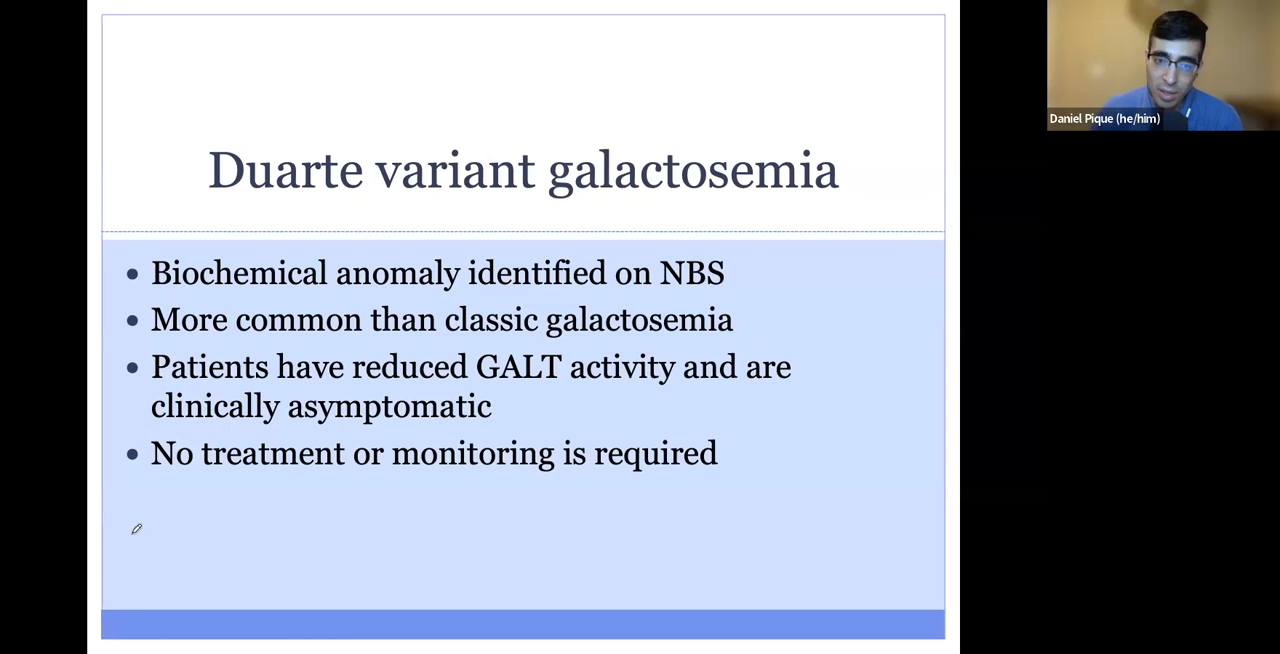 Duarte variant galactosemia
• Biochemical anomaly identified on NBS
• More common than classic galactosemia
• Patients have reduced GALT activity and are
clinically asymptomatic
• No treatment or monitoring is required
Daniel Pique (he/him)